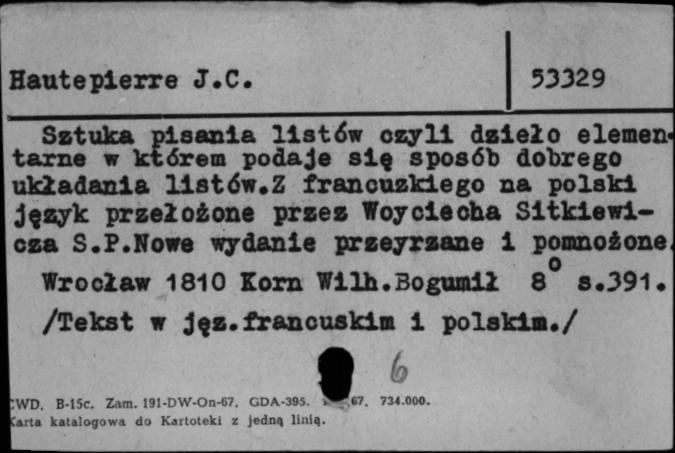 Hautepierre J.C.
53329
Sztuka pisania listów czyli dzieło elemen-
tarne w którem podaje się sposób dobrego
układania listów.Z francuzkiego na polski
język przełożone przez Woyciecha Sitkiewi-
cza S.P.Nowe wydanie przeyrzane i pomnożone.
Wrocław 1810 Korn Wilh.Bogumił 8° s.391.
/Tekst w jęz.francuskim i polskim./
6
CWD. B-15c. Zam. 191-DW-On-67. GDA-395. 67. 734.000.
Karta katalogowa do Kartoteki z jedną linią.